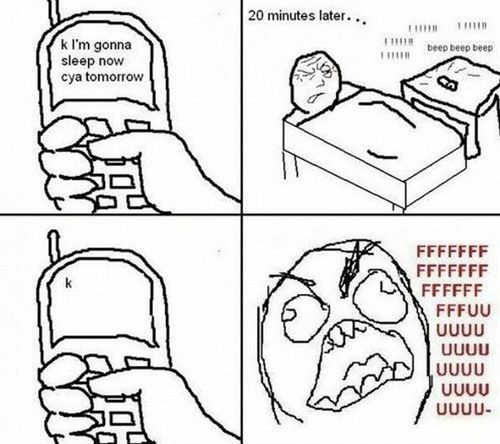 k I'm gonna
sleep now
cya tomorrow
20 minutes later...
! !!!!!! ! !!!!!!
! !!!!!!
! !!!!!! beep beep beep
k
FFFFFFF
FFFFFFF
FFFFFF
FFFUU
UUUU
UUUU
UUUU
UUUU
UUUU-